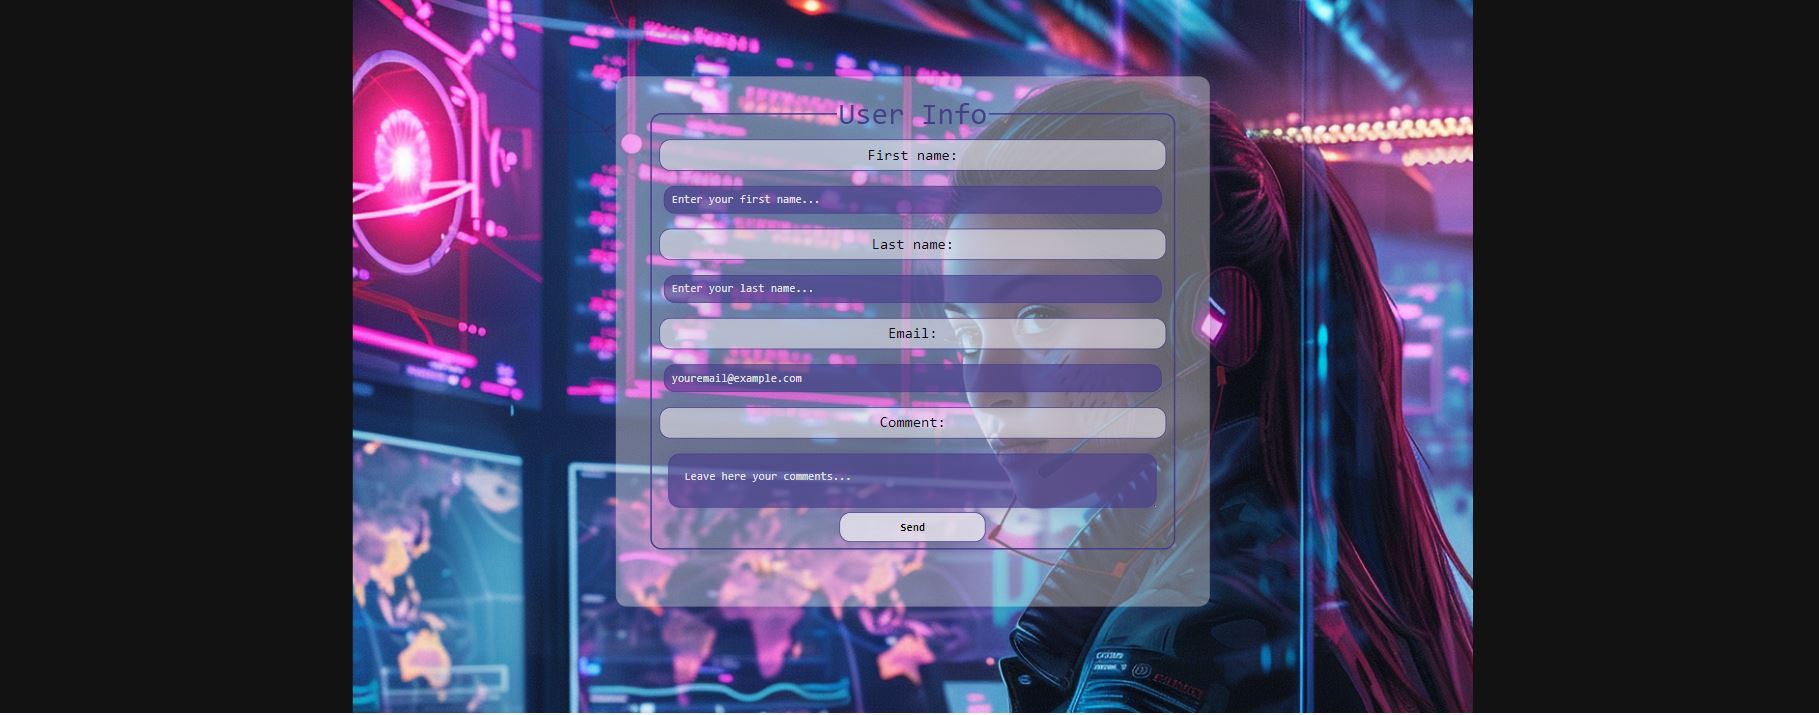 User Info
First name:
Enter your first name...
Last name:
Enter your last name...
Email:
youremail@example.com
Comment:
Leave here your comments...
Send